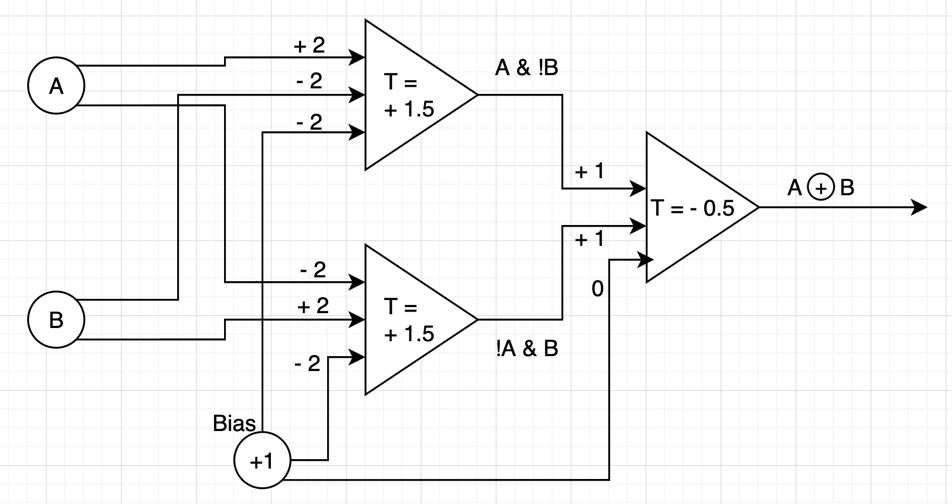 A
+ 2
- 2
- 2
T =
+ 1.5
A & !B
+ 1
+ 1
0
T = - 0.5
A + B
B
- 2
+ 2
- 2
T =
+ 1.5
!A & B
Bias
+1